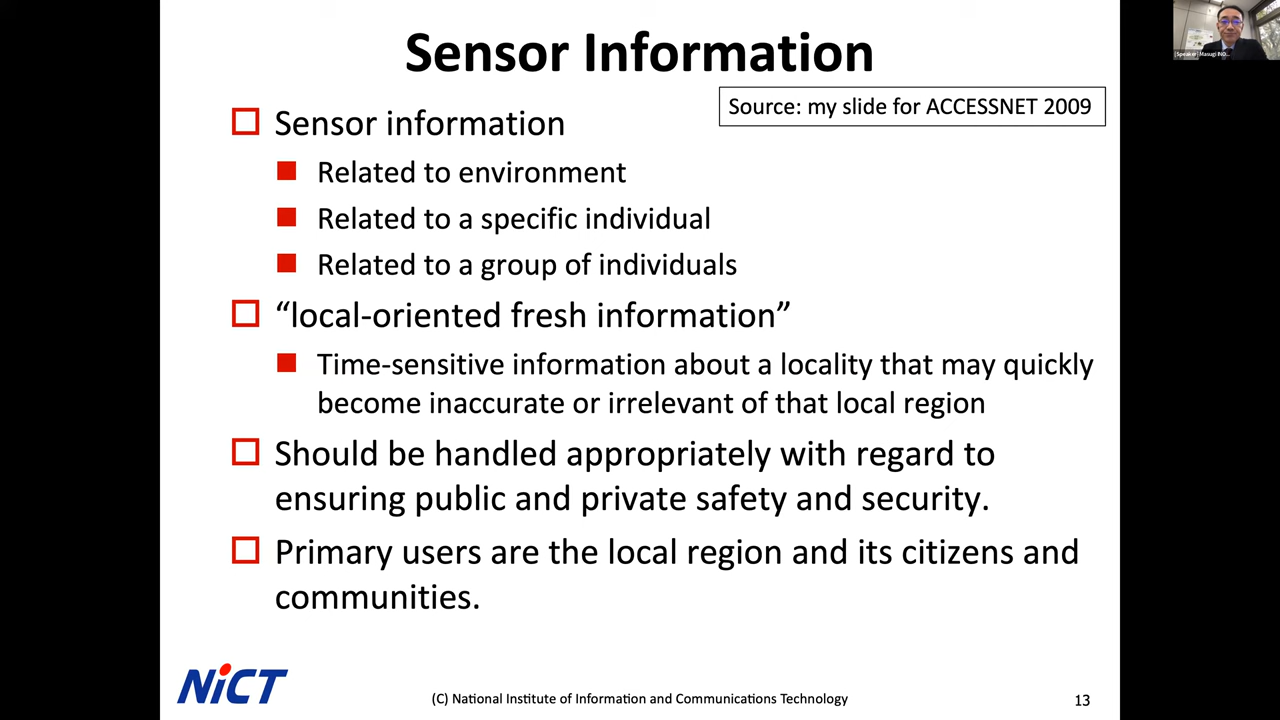 Sensor Information
Source: my slide for ACCESSNET 2009
Sensor information
Related to environment
Related to a specific individual
Related to a group of individuals
“local-oriented fresh information”
Time-sensitive information about a locality that may quickly
become inaccurate or irrelevant of that local region
Should be handled appropriately with regard to
ensuring public and private safety and security.
Primary users are the local region and its citizens and
communities.
NiCT
(C) National Institute of Information and Communications Technology
13
[Speaker] Masugi INO...